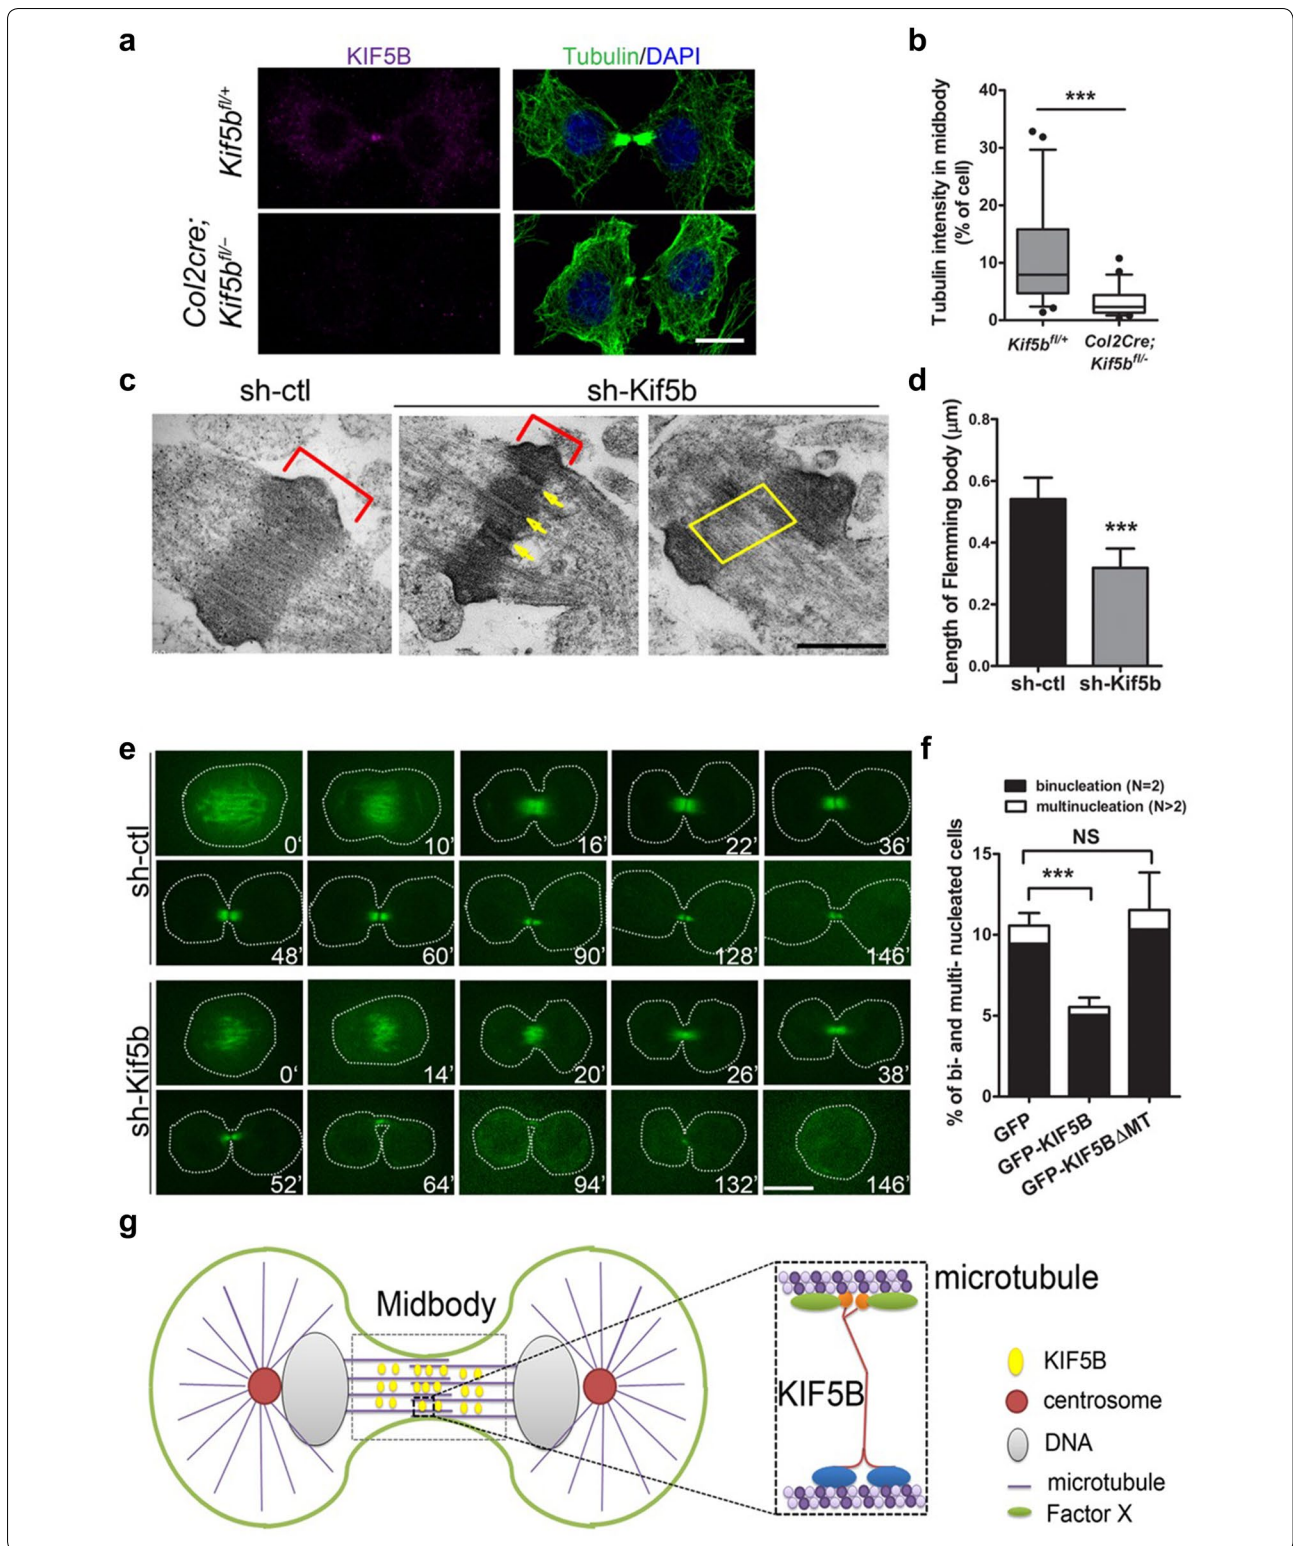 a
KIF5B
Tubulin/DAPI
Kif5b^fl/+
Col2cre;
Kif5b^fl/−
b
Tubulin intensity in midbody
(% of cell)
40
30
20
10
0
***
Kif5b^fl/+
Col2Cre;
Kif5b^fl/-
c
sh-ctl
sh-Kif5b
d
Length of Flemming body (μm)
0.8
0.6
0.4
0.2
0.0
***
sh-ctl
sh-Kif5b
e
sh-ctl
0‘
10’
16’
22’
36’
48’
60’
90’
128’
146’
sh-Kif5b
0‘
14’
20’
26’
38’
52’
64’
94’
132’
146’
f
binucleation (N=2)
multinucleation (N>2)
% of bi- and multi- nucleated cells
15
10
5
0
NS
***
GFP
GFP-KIF5B
GFP-KIF5BΔMT
g
Midbody
microtubule
KIF5B
KIF5B
centrosome
DNA
microtubule
Factor X